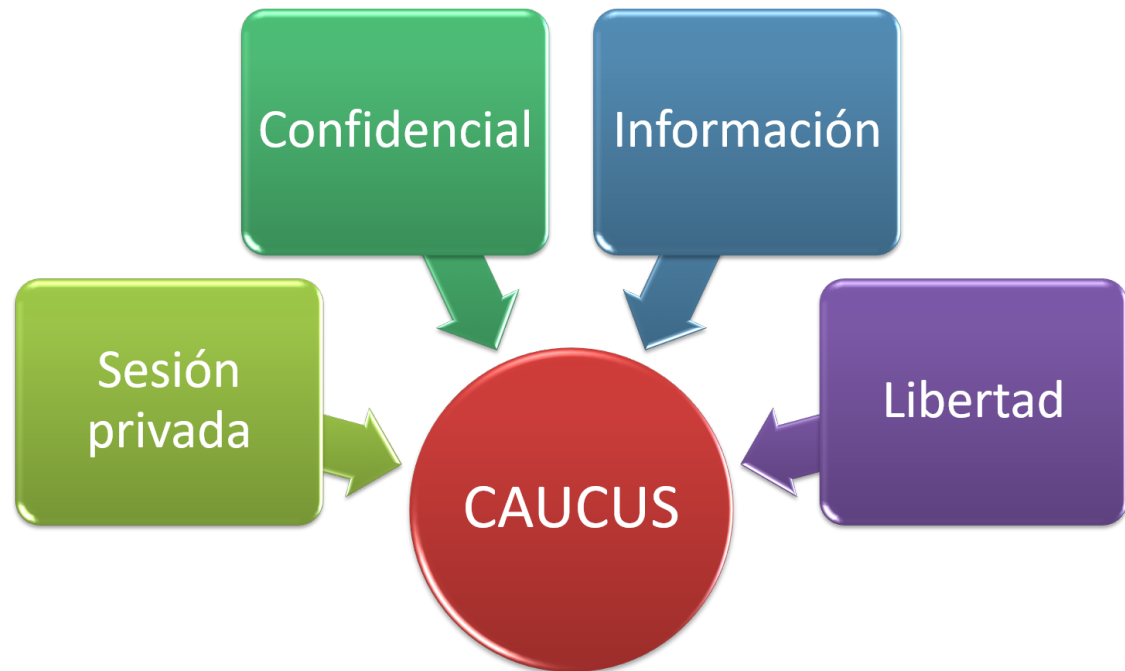 Confidencial
Información
Sesión
privada
Libertad
CAUCUS